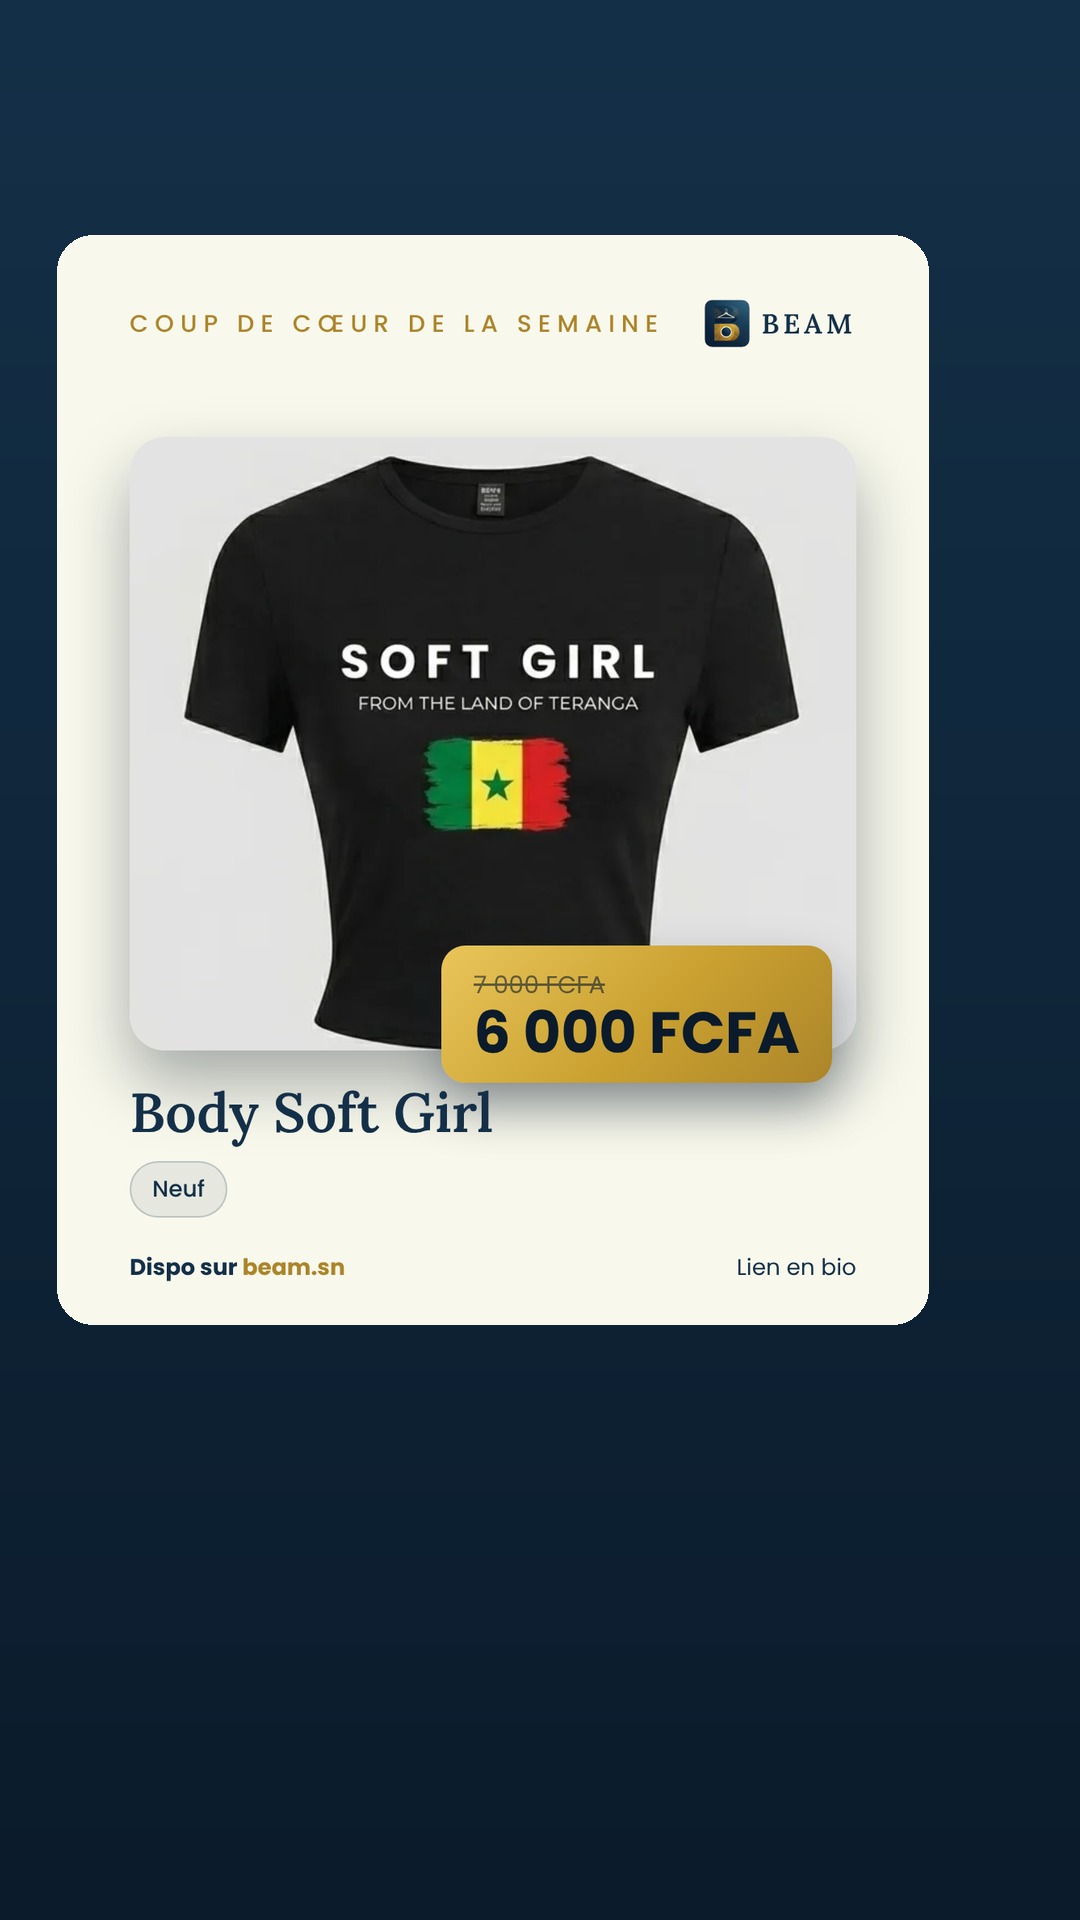 COUP DE CŒUR DE LA SEMAINE
BEAM
SOFT GIRL
FROM THE LAND OF TERANGA
7 000 FCFA
6 000 FCFA
Body Soft Girl
Neuf
Dispo sur beam.sn
Lien en bio